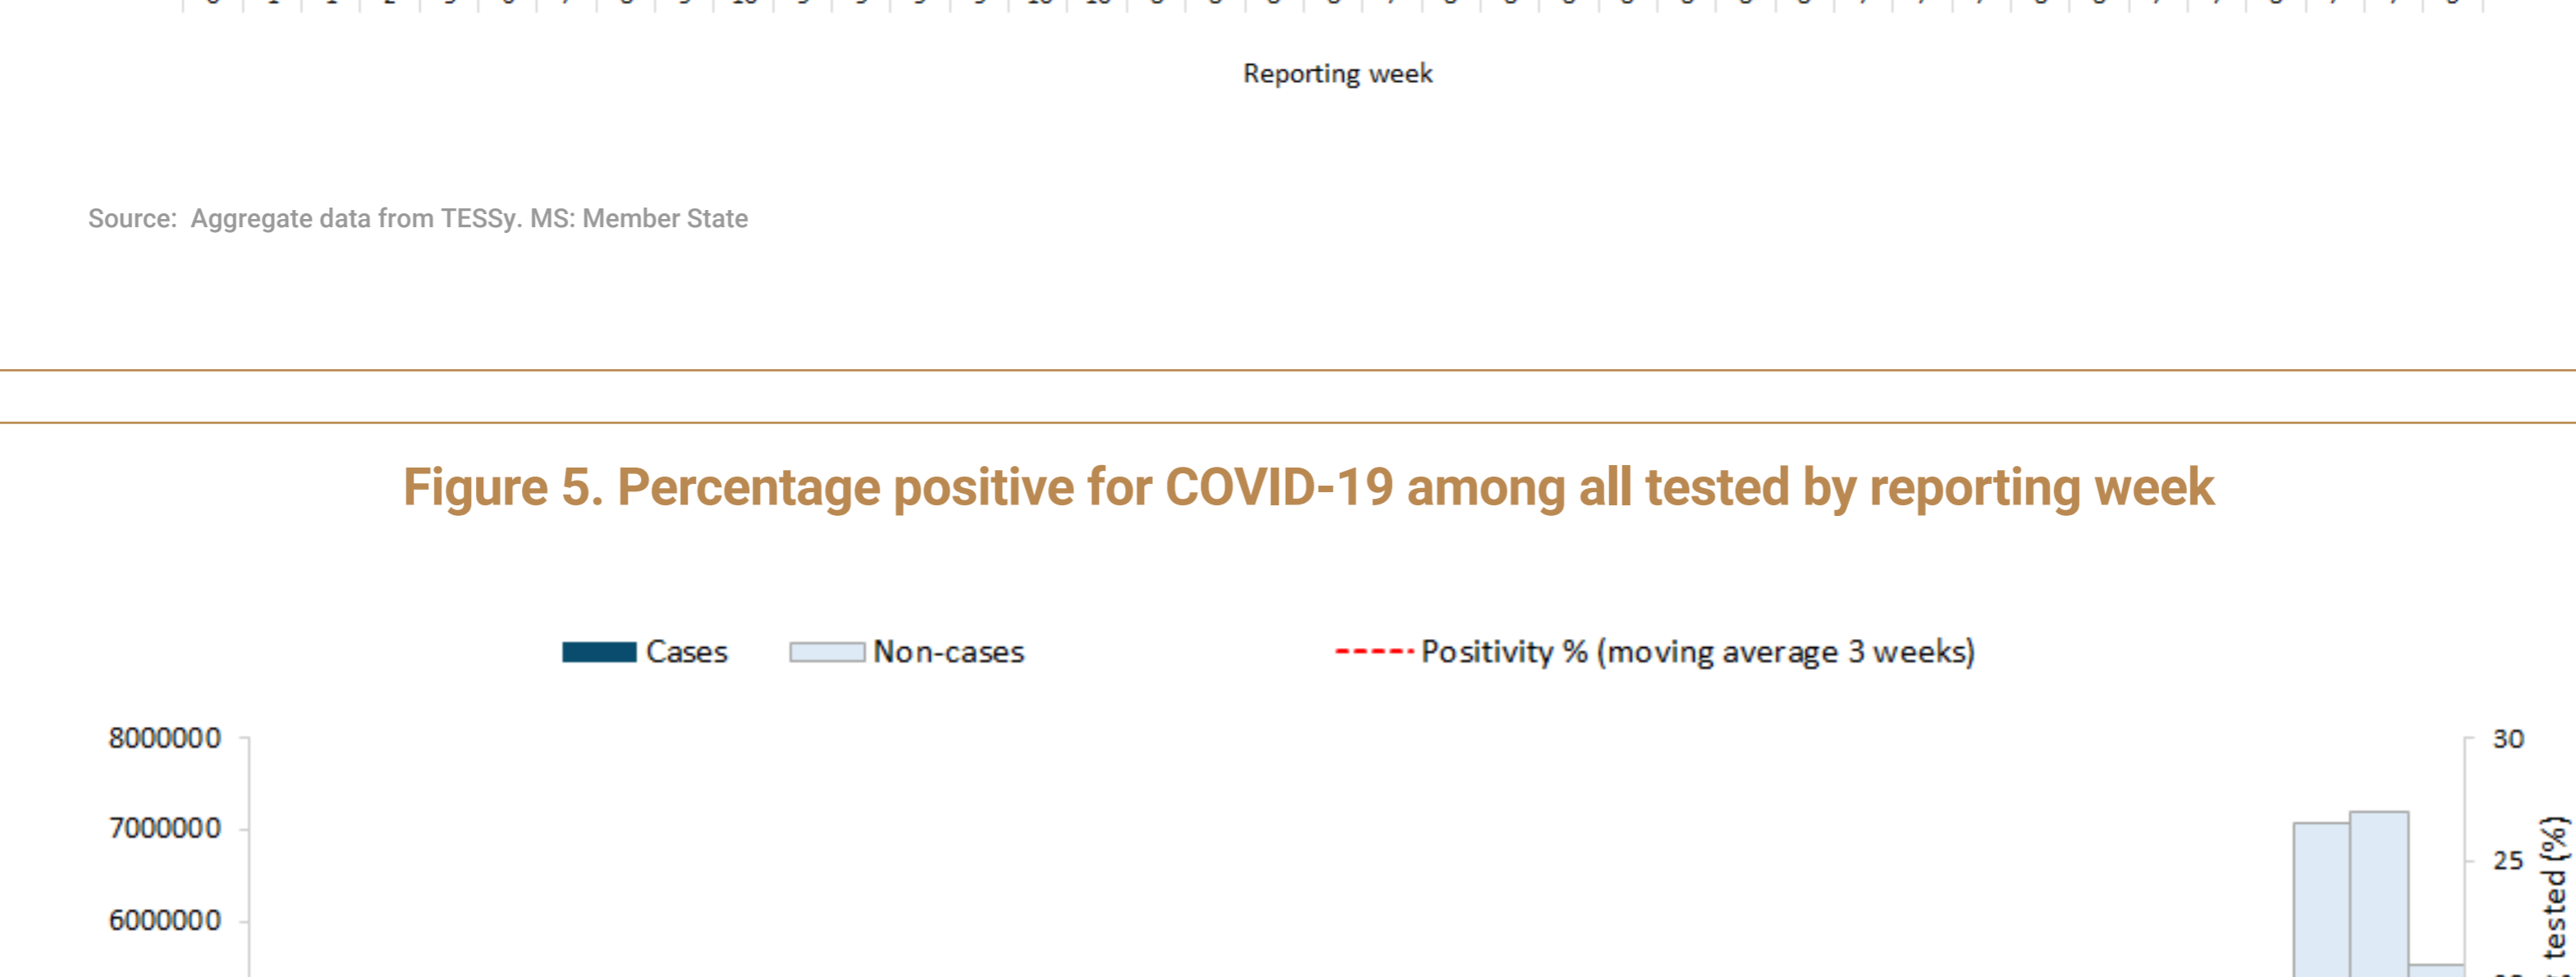 Reporting week
Source:  Aggregate data from TESSy. MS: Member State
Figure 5. Percentage positive for COVID-19 among all tested by reporting week
Cases
Non-cases
Positivity % (moving average 3 weeks)
8000000
7000000
6000000
30
25
tested (%)